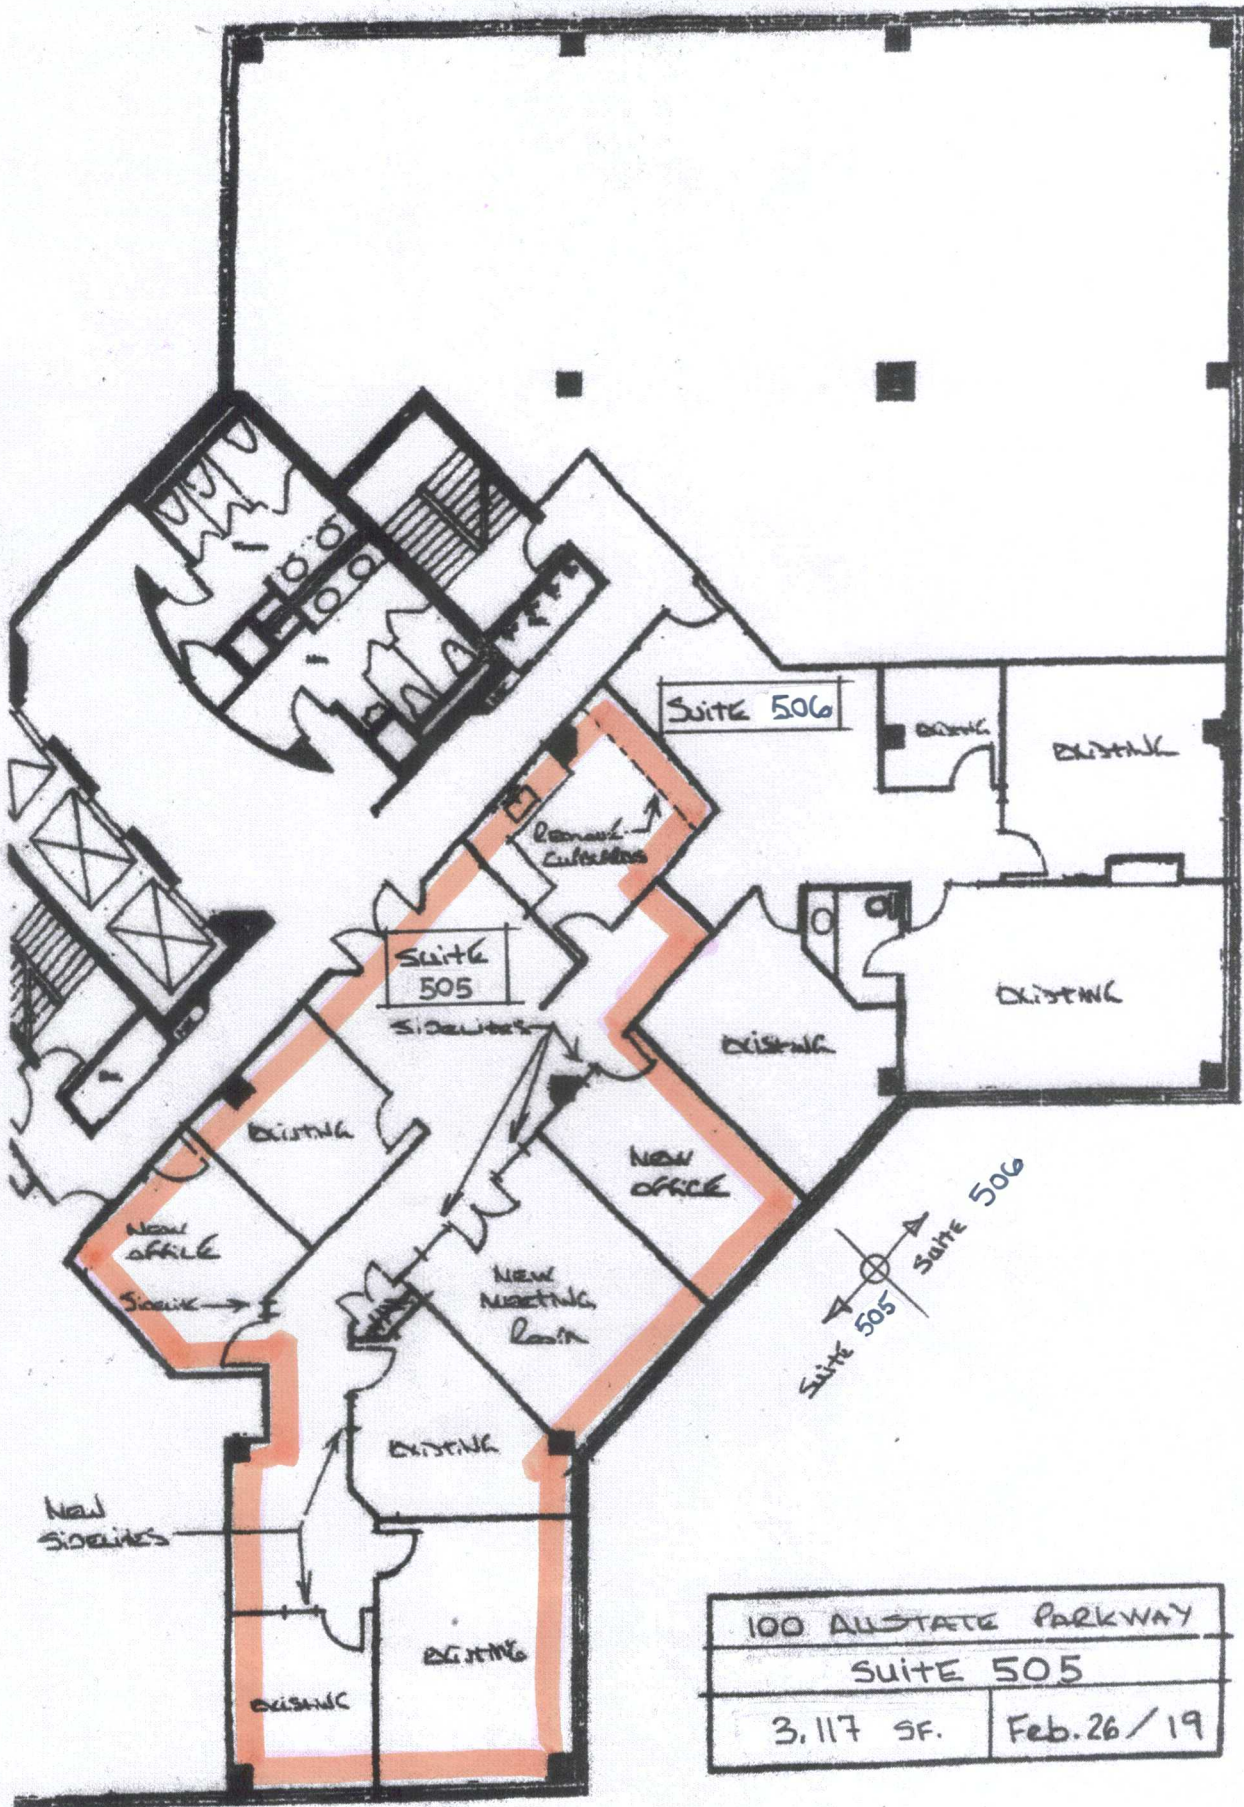 SUITE 506
EXISTING
EXISTING
REMOVE
CUPBOARDS
SUITE
505
SIDELITES
EXISTING
EXISTING
EXISTING
NEW
OFFICE
NEW
OFFICE
Suite 506
Suite 505
SIDELITE
NEW
MEETING
ROOM
EXISTING
NEW
SIDELITES
EXISTING
EXISTING
100 ALLSTATE PARKWAY
SUITE 505
3,117 SF.
Feb. 26 / 19